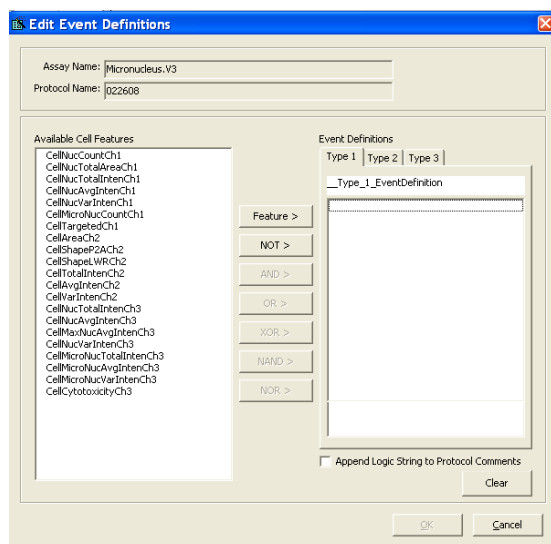 Edit Event Definitions
Assay Name: Micronucleus.V3
Protocol Name: 022608
Available Cell Features
CellNucCountCh1
CellNucTotalAreaCh1
CellNucTotalIntenCh1
CellNucAvgIntenCh1
CellNucVarIntenCh1
CellMicroNucCountCh1
CellTargetedCh1
CellAreaCh2
CellShapeP2ACh2
CellShapeLWRCh2
CellTotalIntenCh2
CellAvgIntenCh2
CellVarIntenCh2
CellNucTotalIntenCh3
CellNucAvgIntenCh3
CellMaxNucAvgIntenCh3
CellNucVarIntenCh3
CellMicroNucTotalIntenCh3
CellMicroNucAvgIntenCh3
CellMicroNucVarIntenCh3
CellCytotoxicityCh3
Feature >
NOT >
AND >
OR >
XOR >
NAND >
NOR >
Event Definitions
Type 1 Type 2 Type 3
__Type_1_EventDefinition
Append Logic String to Protocol Comments
Clear
OK Cancel